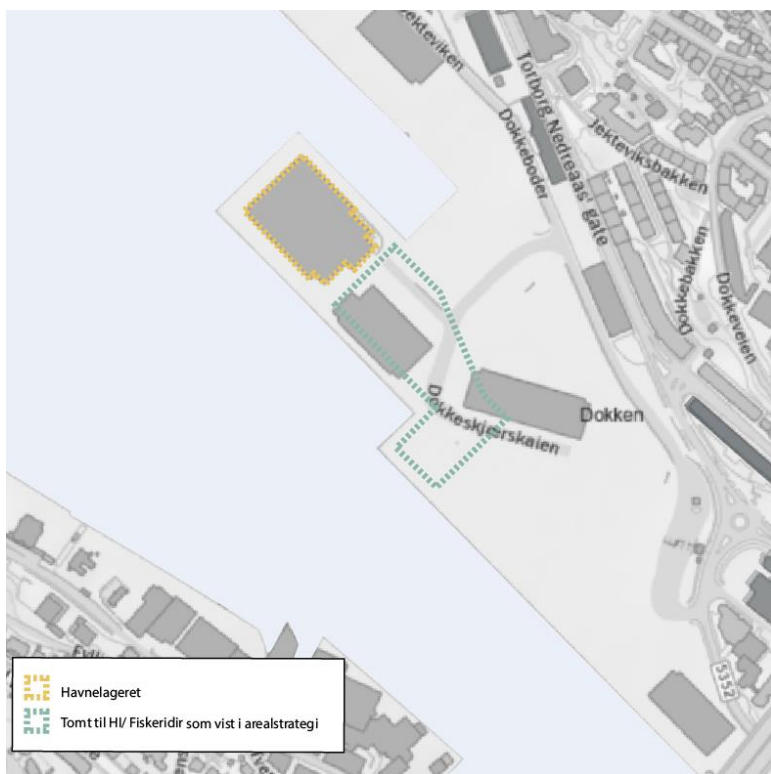 Jekteviken
Torborg Nedreaas' gate
Dokkeboder
Jekteviksbakken
Dokkebakken
Dokkeveien
Dokken
Dokkeskjærskaien
5352
Havnelageret
Tomt til HI/ Fiskeridir som vist i arealstrategi